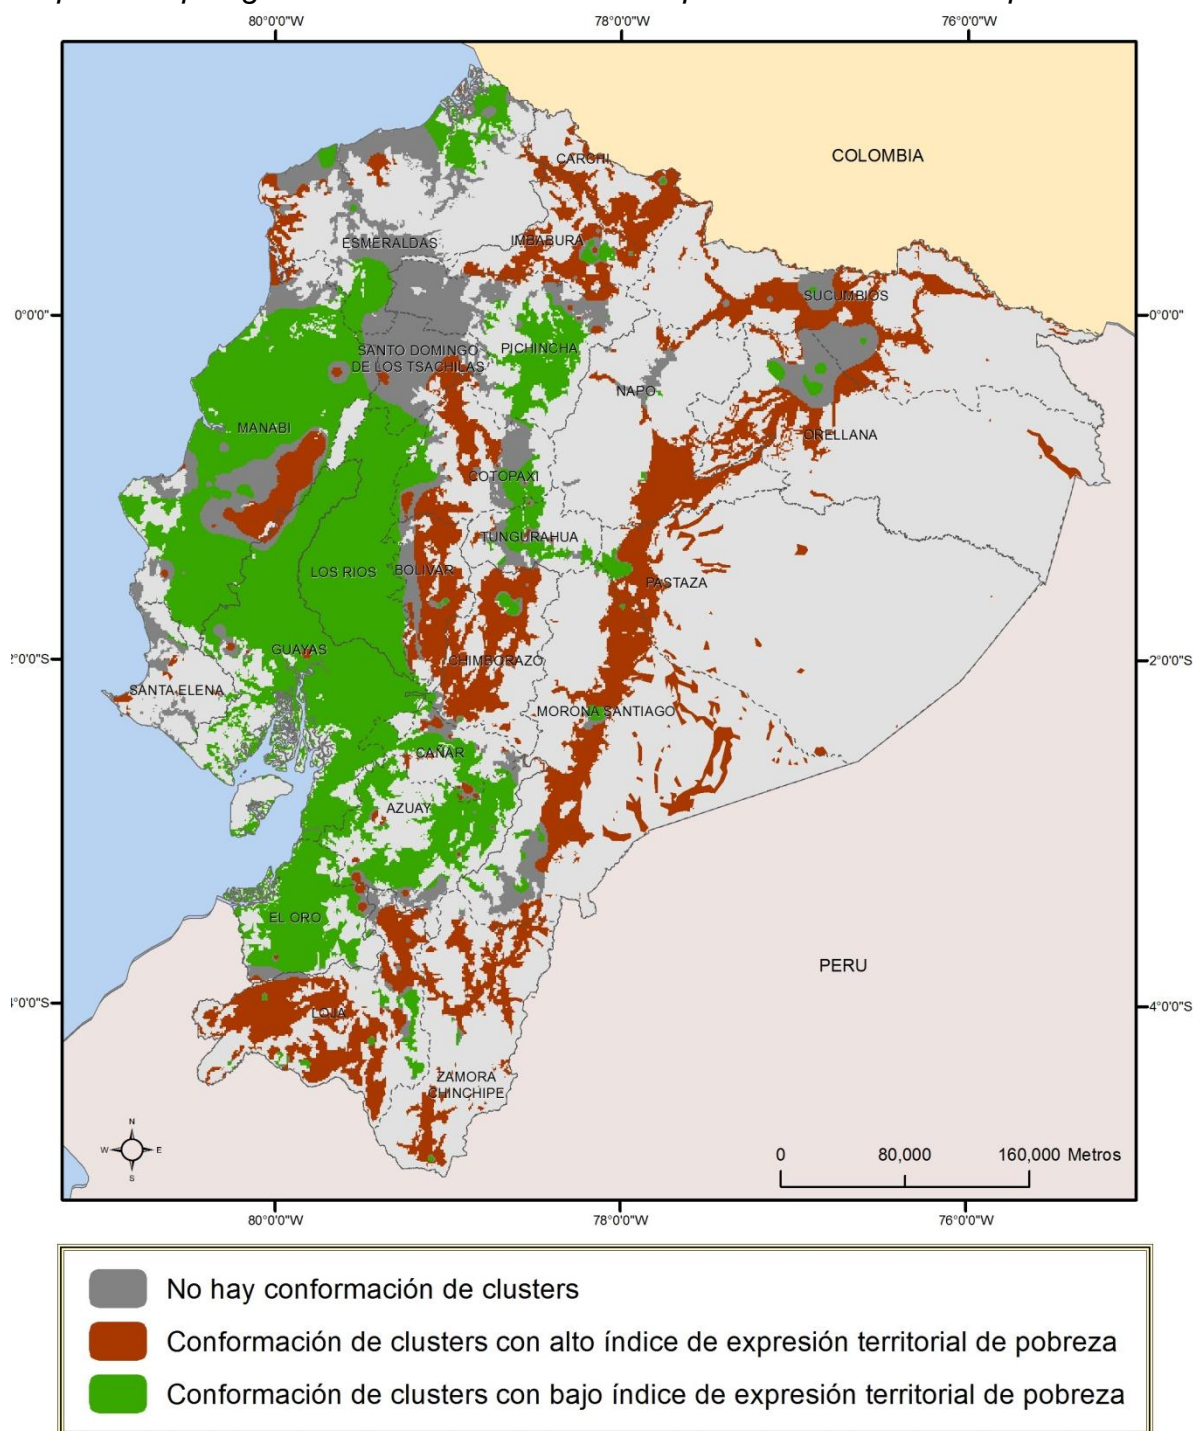 80°0'0"W 78°0'0"W 76°0'0"W
COLOMBIA
CARCHI
IMBABURA
ESMERALDAS
SUCUMBIOS
0°0'0" 0°0'0"
PICHINCHA
SANTO DOMINGO
DE LOS TSACHILAS
NAPO
MANABI
ORELLANA
COTOPAXI
TUNGURAHUA
LOS RIOS
BOLIVAR
PASTAZA
GUAYAS
2°0'0"S
CHIMBORAZO
SANTA ELENA
MORONA SANTIAGO
CAÑAR
AZUAY
EL ORO
PERU
4°0'0"S
LOJA
ZAMORA
CHINCHIPE
N
W E
S
0 80,000 160,000 Metros
80°0'0"W 78°0'0"W 76°0'0"W
No hay conformación de clusters
Conformación de clusters con alto índice de expresión territorial de pobreza
Conformación de clusters con bajo índice de expresión territorial de pobreza